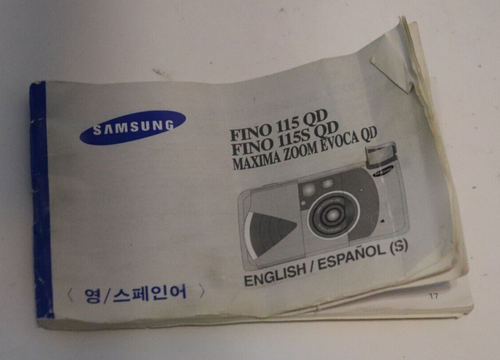 SAMSUNG
FINO 115 QD
FINO 115S QD
MAXIMA ZOOM EVOCA QD
SAMSUNG
ENGLISH / ESPAÑOL (S)
〈 영/스페인어 〉
17